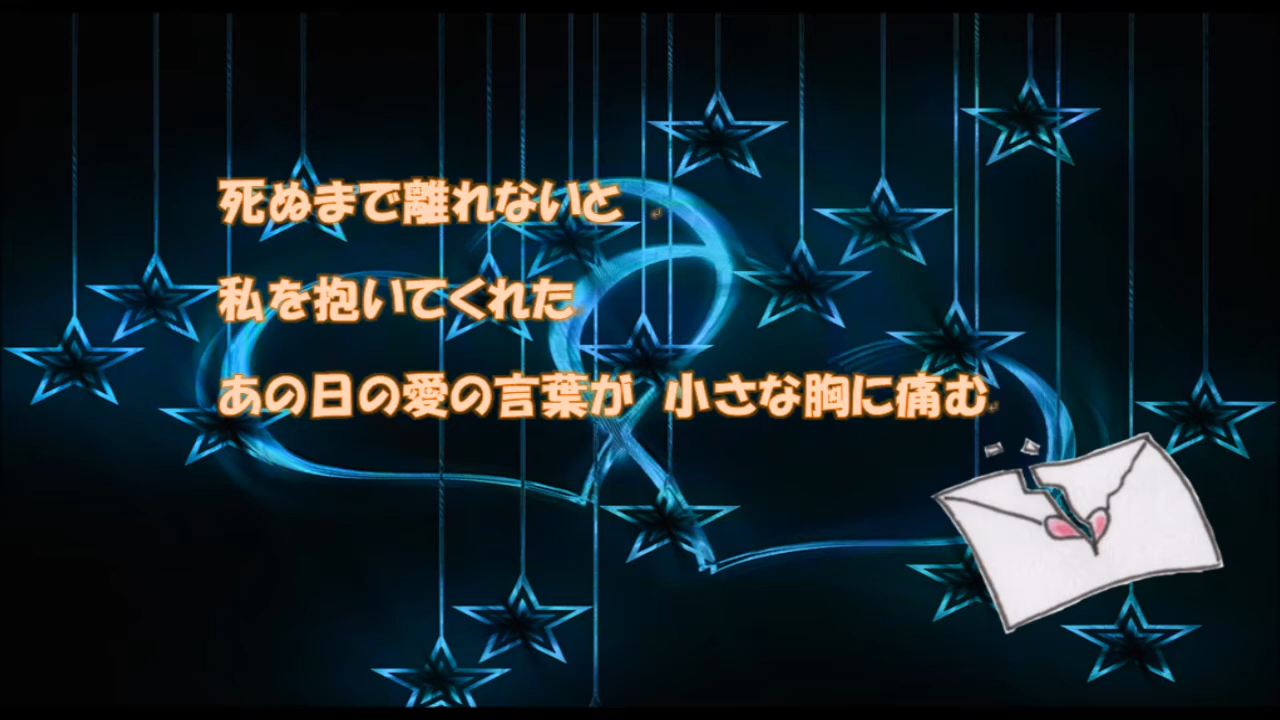 死ぬまで離れないと
私を抱いてくれた
あの日の愛の言葉が　小さな胸に痛む